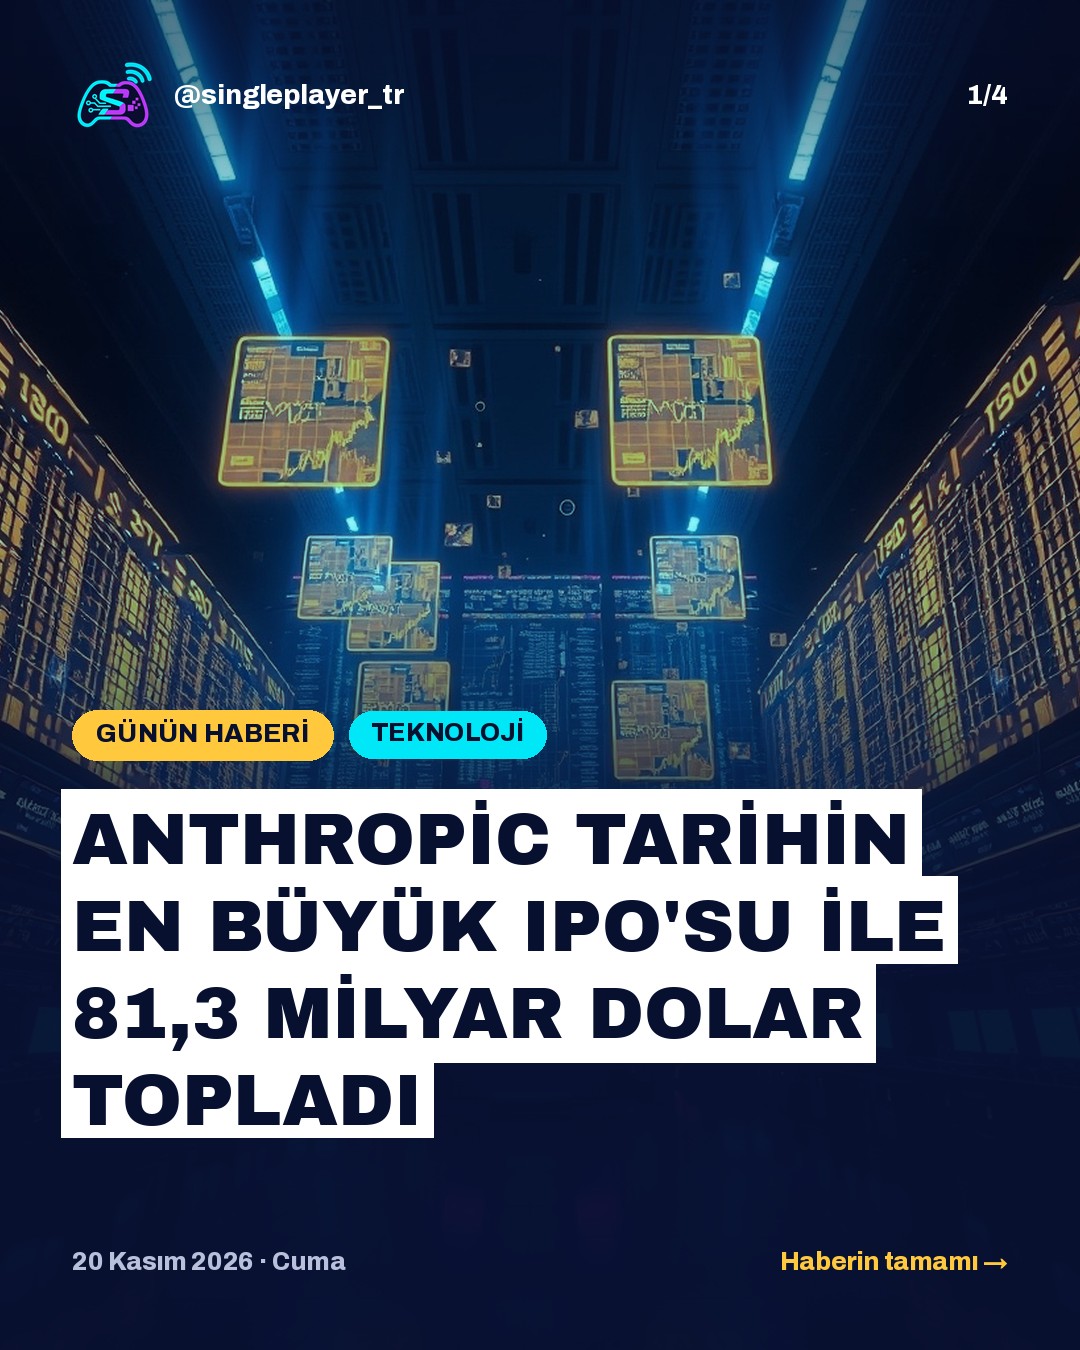 @singleplayer_tr
1/4
GÜNÜN HABERİ
TEKNOLOJİ
ANTHROPİC TARİHİN
EN BÜYÜK IPO'SU İLE
81,3 MİLYAR DOLAR
TOPLADI
20 Kasım 2026 · Cuma
Haberin tamamı →